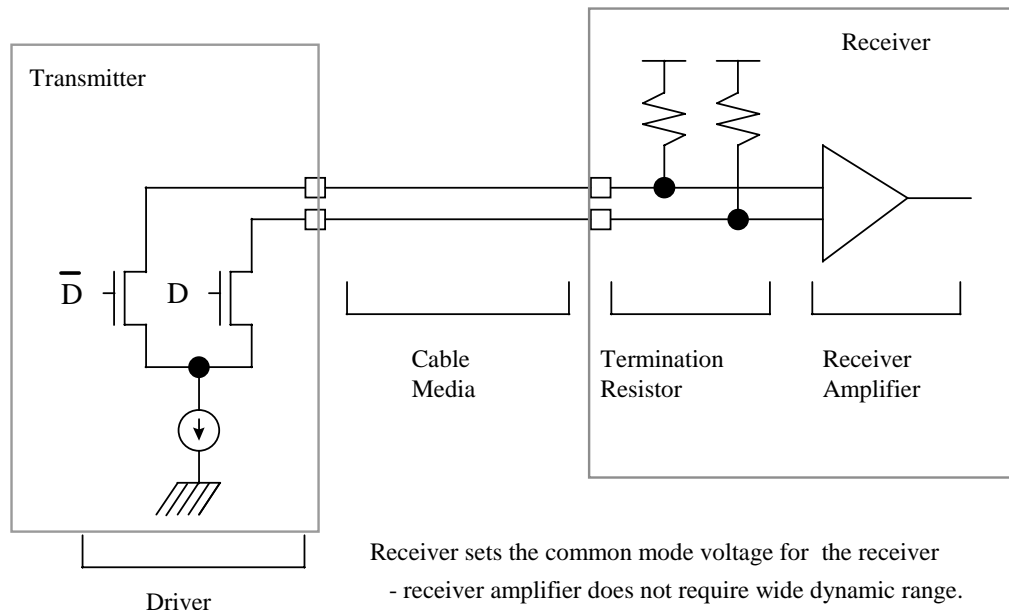 Receiver
Transmitter
D̅
D
Cable
Media
Termination
Resistor
Receiver
Amplifier
Receiver sets the common mode voltage for the receiver
- receiver amplifier does not require wide dynamic range.
Driver